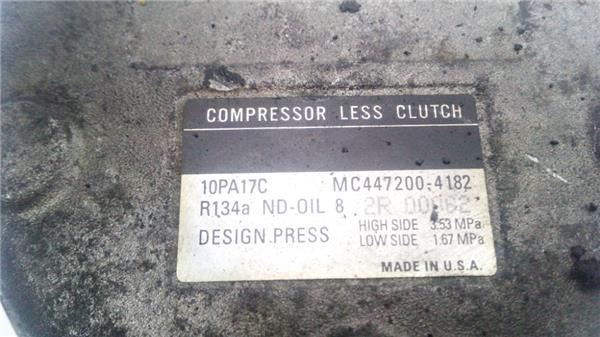 COMPRESSOR LESS CLUTCH
10PA17C MC447200-4182
R134a ND-OIL 8 2R
DESIGN PRESS HIGH SIDE 3.53 MPa
LOW SIDE 1.67 MPa
MADE IN U.S.A.